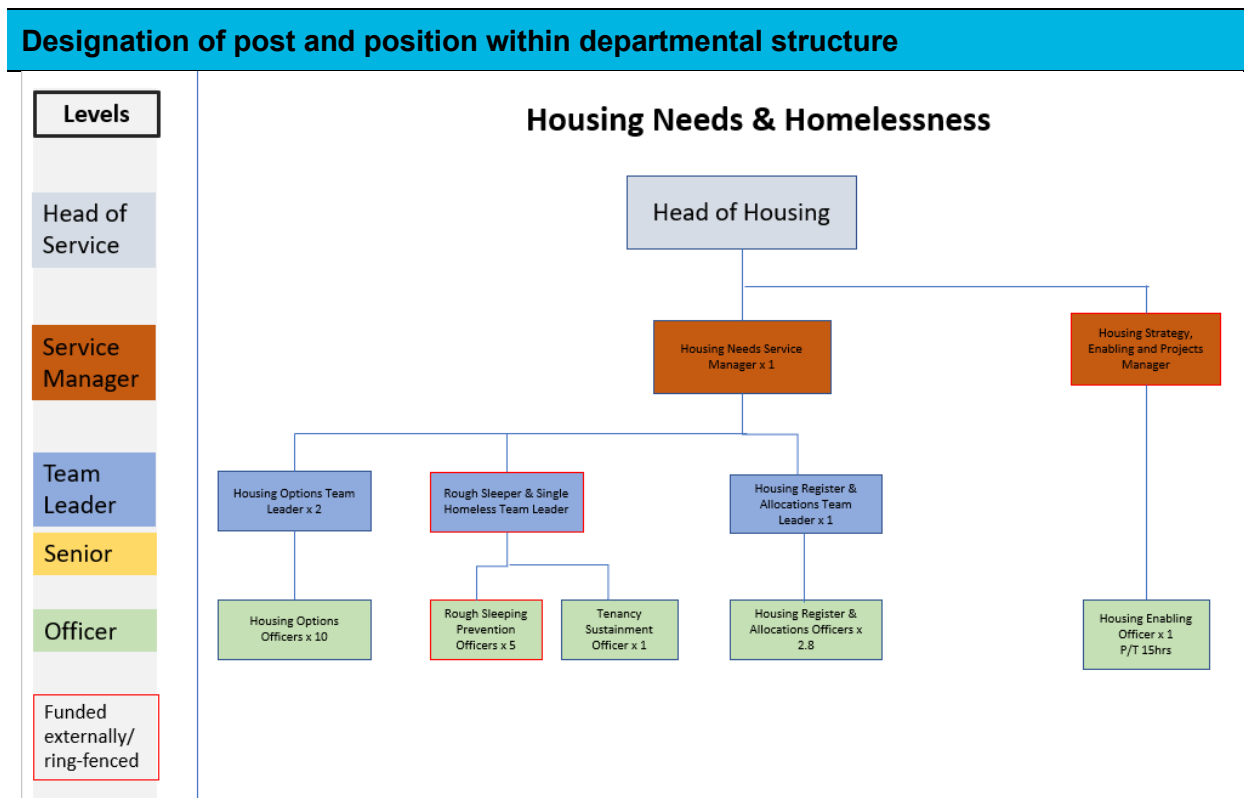 Designation of post and position within departmental structure
Levels
Housing Needs & Homelessness
Head of
Service
Head of Housing
Service
Manager
Housing Needs Service
Manager x 1
Housing Strategy,
Enabling and Projects
Manager
Team
Leader
Housing Options Team
Leader x 2
Rough Sleeper & Single
Homeless Team Leader
Housing Register &
Allocations Team
Leader x 1
Senior
Officer
Housing Options
Officers x 10
Rough Sleeping
Prevention
Officers x 5
Tenancy
Sustainment
Officer x 1
Housing Register &
Allocations Officers x
2.8
Housing Enabling
Officer x 1
P/T 15hrs
Funded
externally/
ring-fenced